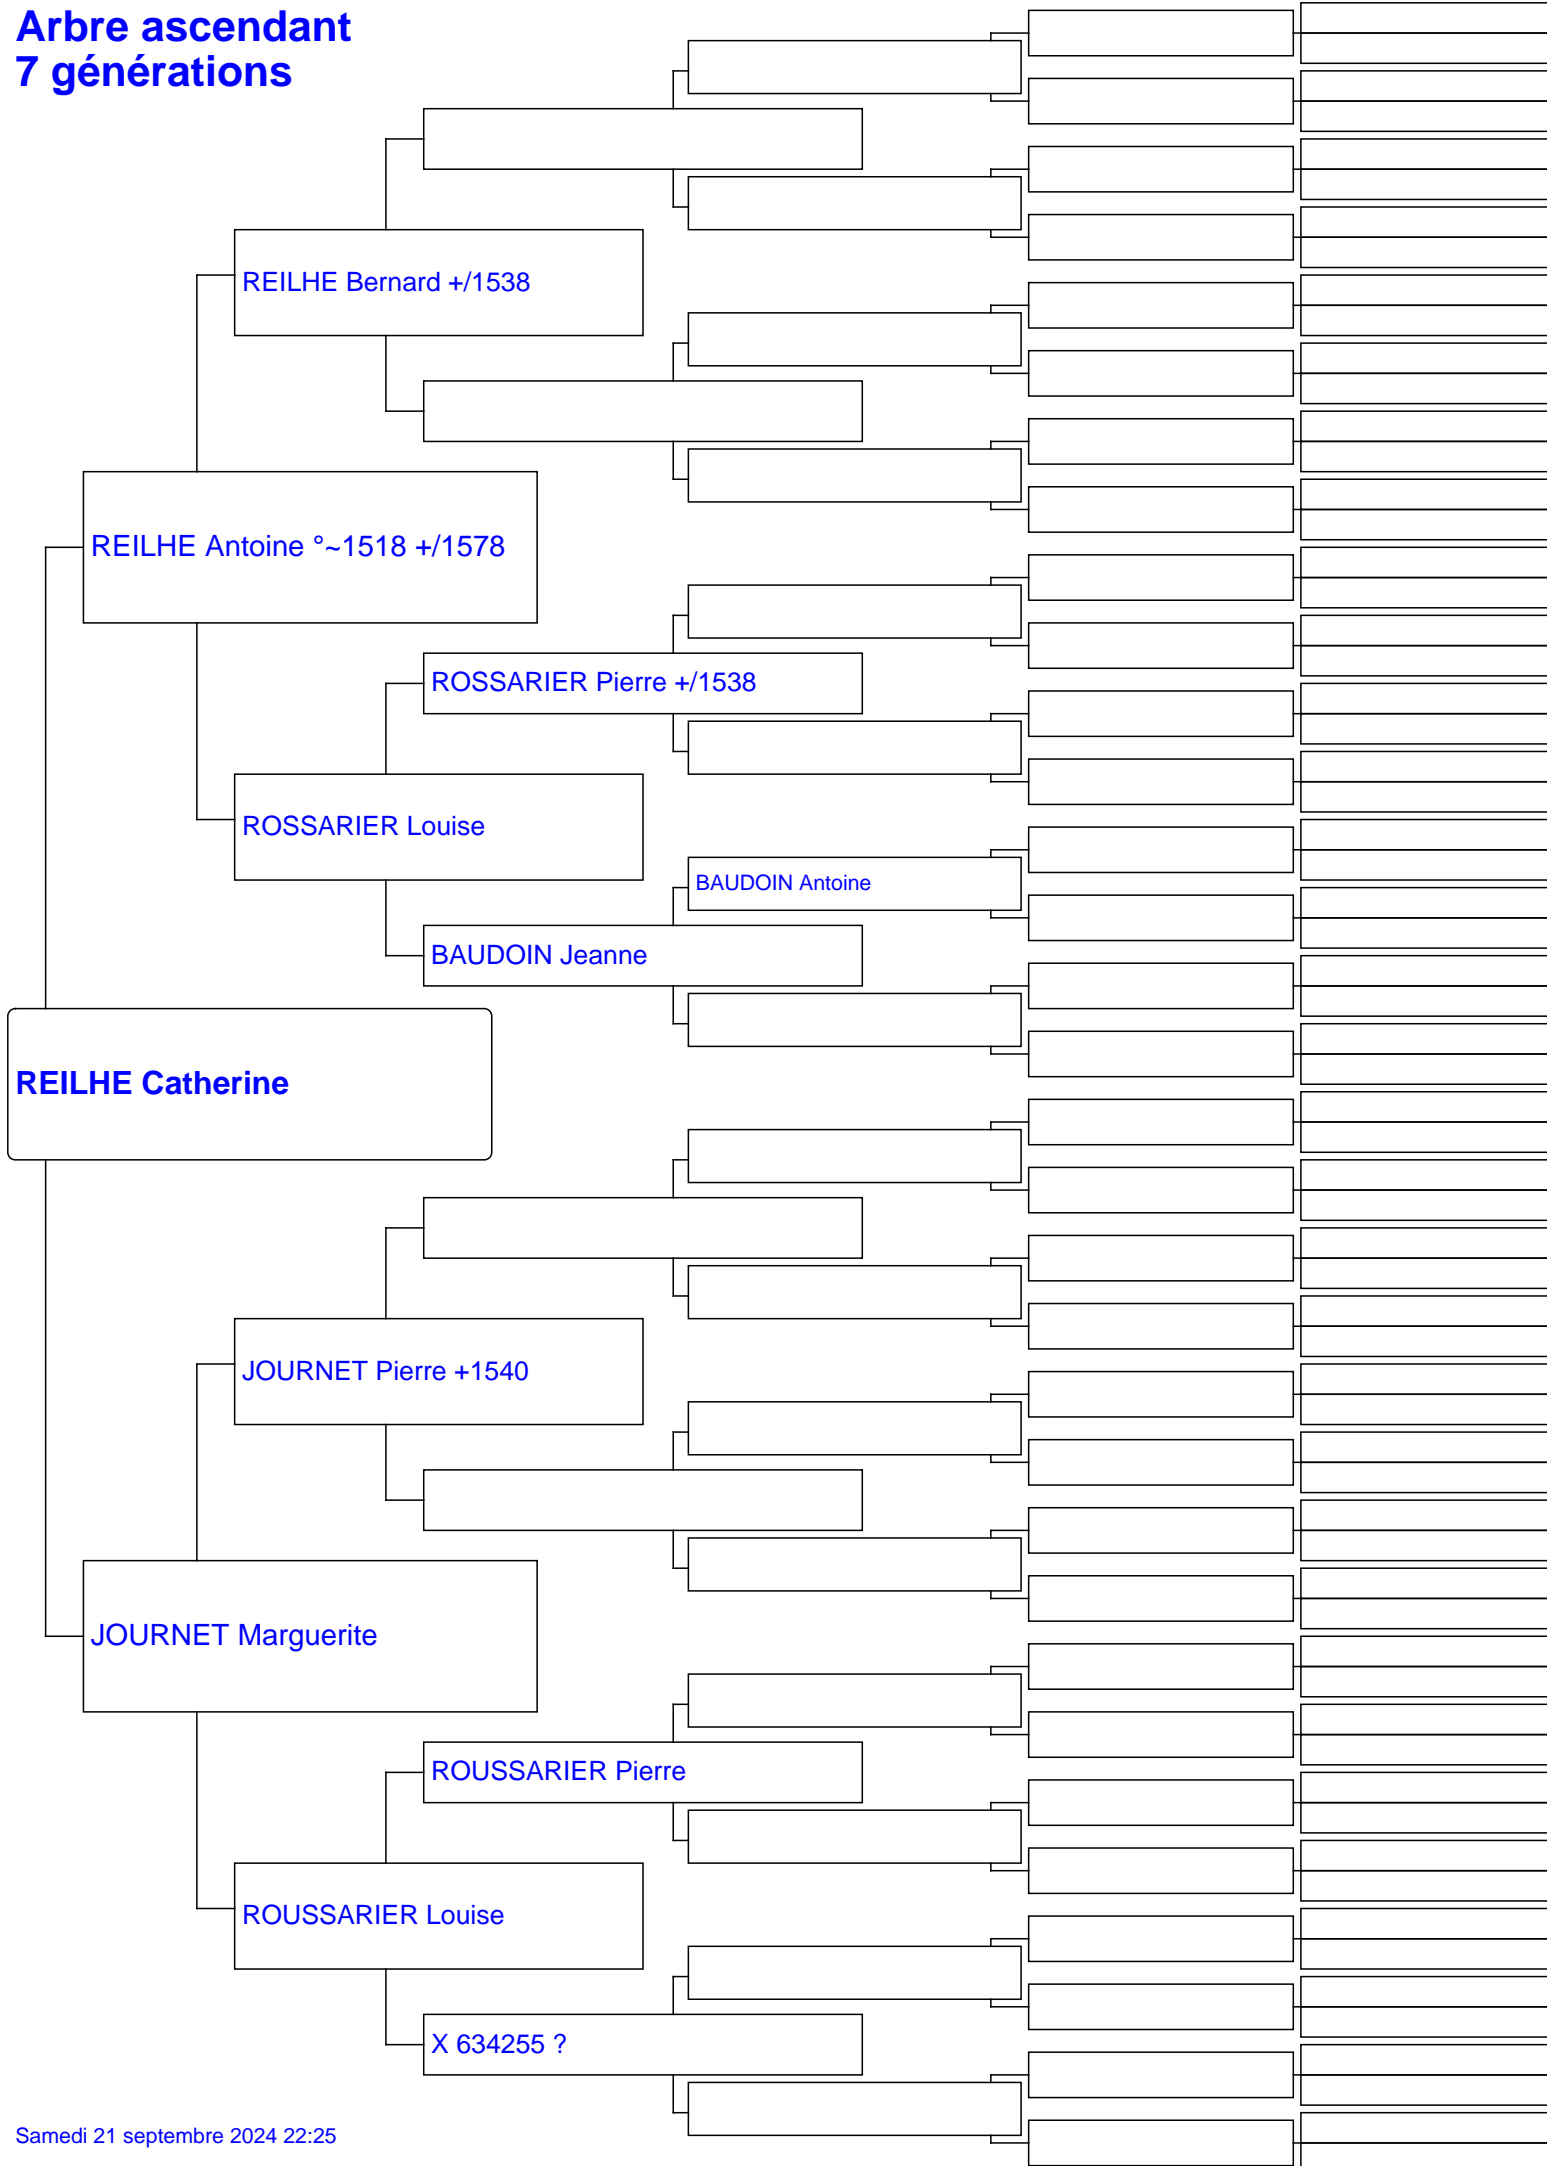 Arbre ascendant
7 générations
REILHE Bernard +/1538
REILHE Antoine °~1518 +/1578
ROSSARIER Pierre +/1538
ROSSARIER Louise
BAUDOIN Antoine
BAUDOIN Jeanne
REILHE Catherine
JOURNET Pierre +1540
JOURNET Marguerite
ROUSSARIER Pierre
ROUSSARIER Louise
X 634255 ?
Samedi 21 septembre 2024 22:25